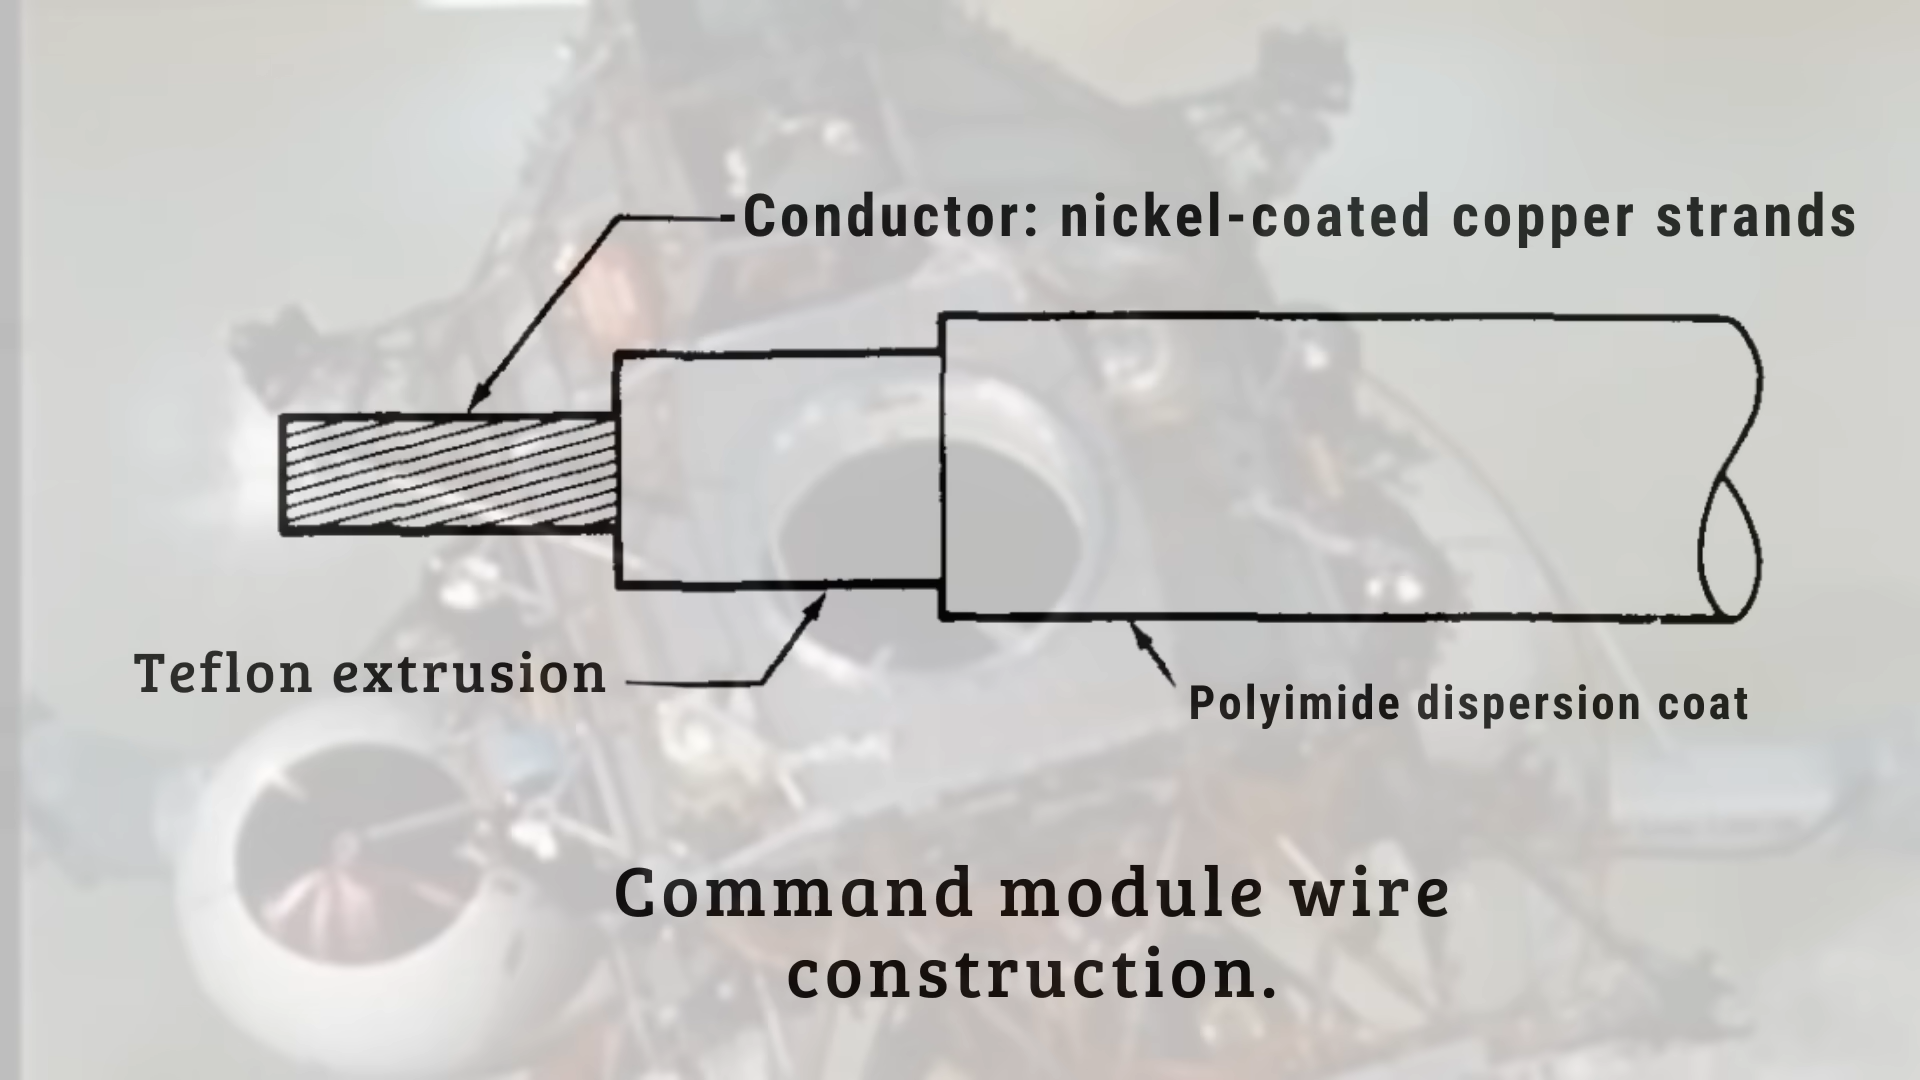 -Conductor: nickel-coated copper strands
Teflon extrusion
Polyimide dispersion coat
Command module wire
construction.